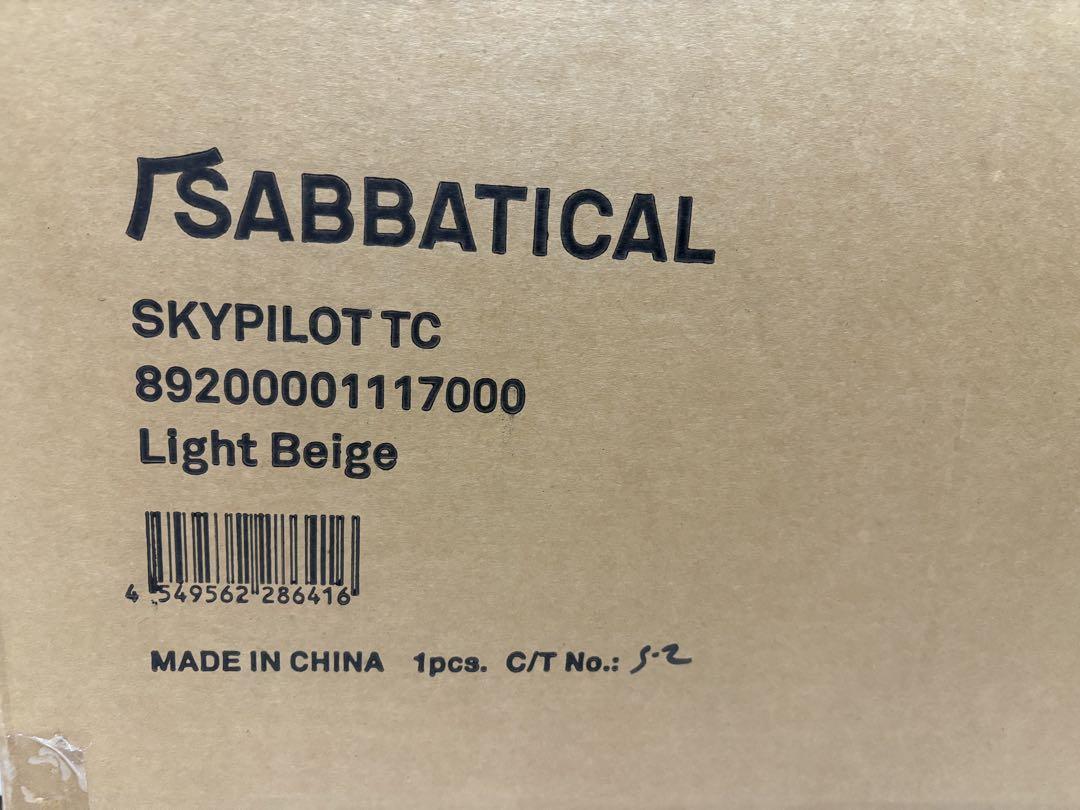 SABBATICAL
SKYPILOT TC
89200001117000
Light Beige
4 549562 286416
MADE IN CHINA 1pcs. C/T No.: 5-2